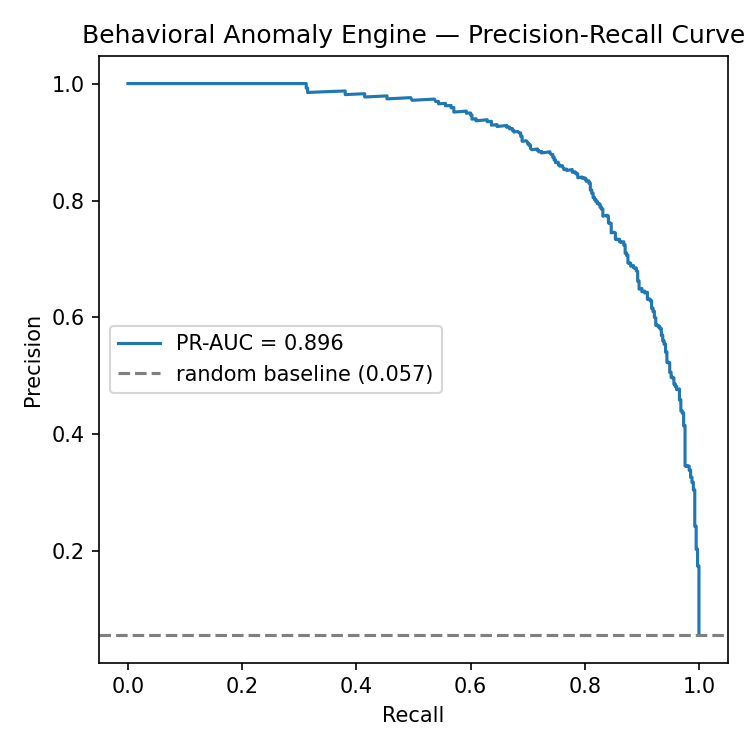 Behavioral Anomaly Engine — Precision-Recall Curve
1.0
0.8
0.6
0.4
0.2
Precision
PR-AUC = 0.896
random baseline (0.057)
0.0
0.2
0.4
0.6
0.8
1.0
Recall